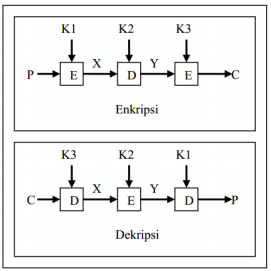 K1 K2 K3
P E X D Y E C
Enkripsi
K3 K2 K1
C D X E Y D P
Dekripsi